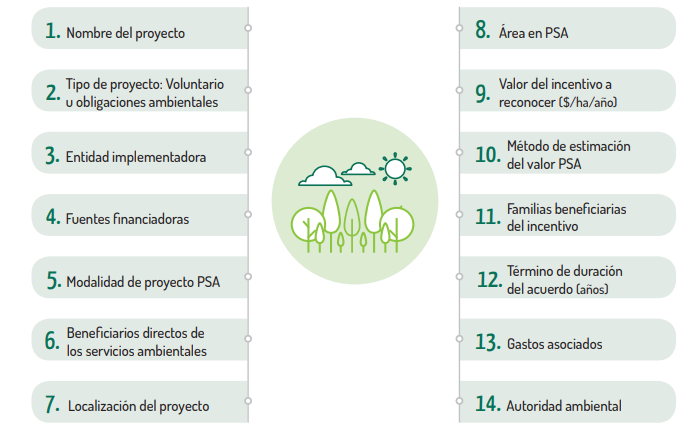 1. Nombre del proyecto
2. Tipo de proyecto: Voluntario
u obligaciones ambientales
3. Entidad implementadora
4. Fuentes financiadoras
5. Modalidad de proyecto PSA
6. Beneficiarios directos de
los servicios ambientales
7. Localización del proyecto
8. Área en PSA
9. Valor del incentivo a
reconocer ($/ha/año)
10. Método de estimación
del valor PSA
11. Familias beneficiarias
del incentivo
12. Término de duración
del acuerdo (años)
13. Gastos asociados
14. Autoridad ambiental